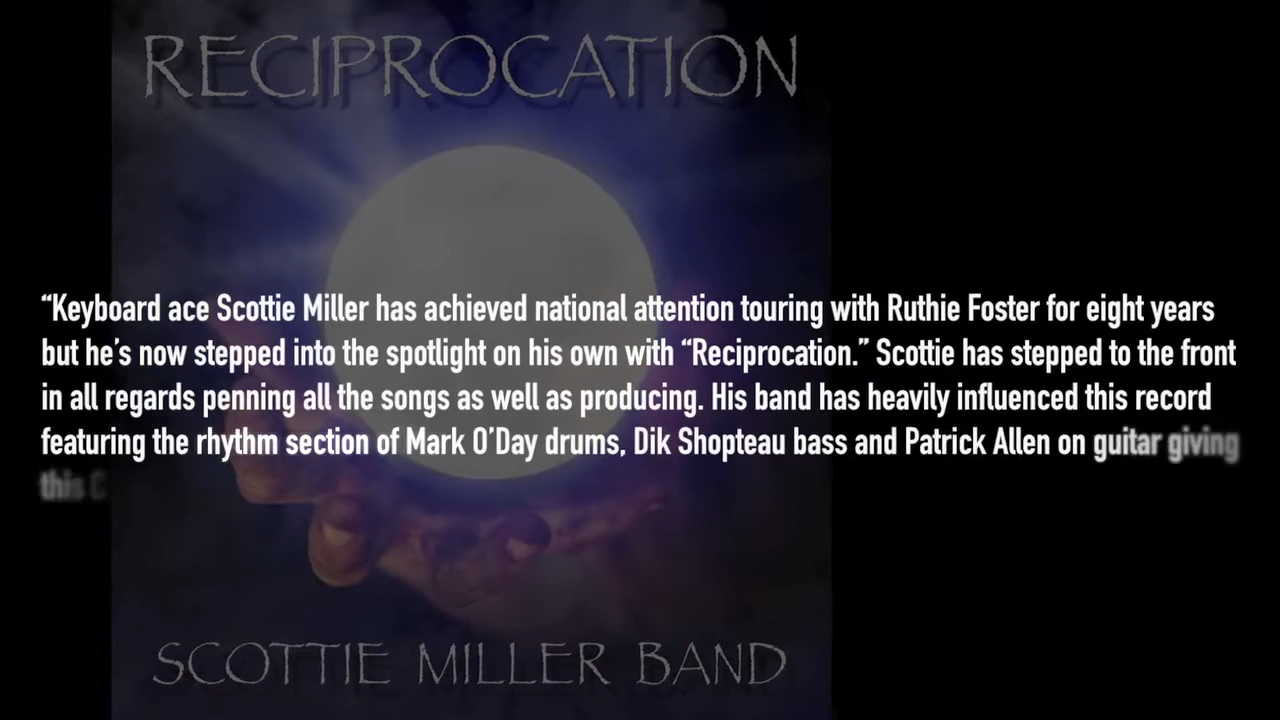 RECIPROCATION
“Keyboard ace Scottie Miller has achieved national attention touring with Ruthie Foster for eight years
but he’s now stepped into the spotlight on his own with “Reciprocation.” Scottie has stepped to the front
in all regards penning all the songs as well as producing. His band has heavily influenced this record
featuring the rhythm section of Mark O’Day drums, Dik Shopteau bass and Patrick Allen on guitar giving
this
SCOTTIE MILLER BAND